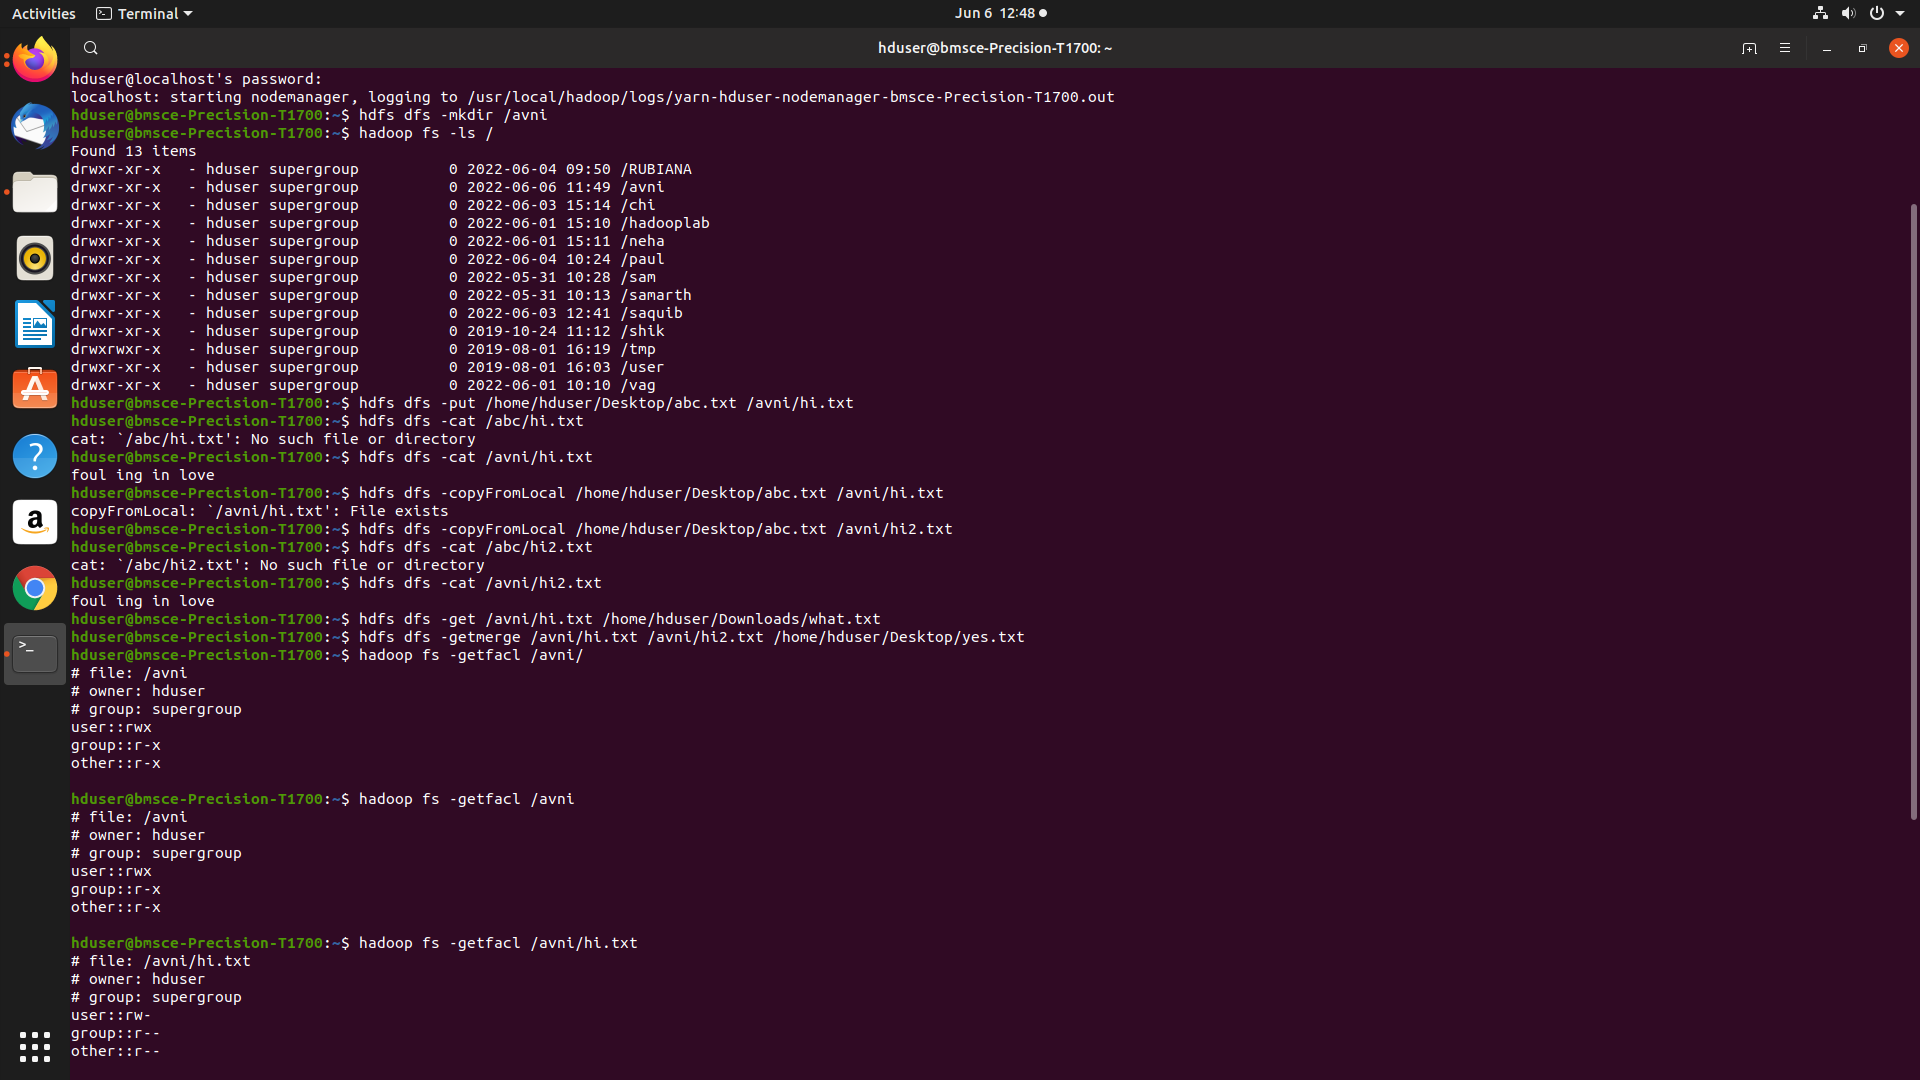 Activities Terminal Jun 6 12:48
hduser@bmsce-Precision-T1700: ~
hduser@localhost's password:
localhost: starting nodemanager, logging to /usr/local/hadoop/logs/yarn-hduser-nodemanager-bmsce-Precision-T1700.out
hduser@bmsce-Precision-T1700:~$ hdfs dfs -mkdir /avni
hduser@bmsce-Precision-T1700:~$ hadoop fs -ls /
Found 13 items
drwxr-xr-x   - hduser supergroup          0 2022-06-04 09:50 /RUBIANA
drwxr-xr-x   - hduser supergroup          0 2022-06-06 11:49 /avni
drwxr-xr-x   - hduser supergroup          0 2022-06-03 15:14 /chi
drwxr-xr-x   - hduser supergroup          0 2022-06-01 15:10 /hadooplab
drwxr-xr-x   - hduser supergroup          0 2022-06-01 15:11 /neha
drwxr-xr-x   - hduser supergroup          0 2022-06-04 10:24 /paul
drwxr-xr-x   - hduser supergroup          0 2022-05-31 10:28 /sam
drwxr-xr-x   - hduser supergroup          0 2022-05-31 10:13 /samarth
drwxr-xr-x   - hduser supergroup          0 2022-06-03 12:41 /saquib
drwxr-xr-x   - hduser supergroup          0 2019-10-24 11:12 /shik
drwxrwxr-x   - hduser supergroup          0 2019-08-01 16:19 /tmp
drwxr-xr-x   - hduser supergroup          0 2019-08-01 16:03 /user
drwxr-xr-x   - hduser supergroup          0 2022-06-01 10:10 /vag
hduser@bmsce-Precision-T1700:~$ hdfs dfs -put /home/hduser/Desktop/abc.txt /avni/hi.txt
hduser@bmsce-Precision-T1700:~$ hdfs dfs -cat /abc/hi.txt
cat: `/abc/hi.txt': No such file or directory
hduser@bmsce-Precision-T1700:~$ hdfs dfs -cat /avni/hi.txt
foul ing in love
hduser@bmsce-Precision-T1700:~$ hdfs dfs -copyFromLocal /home/hduser/Desktop/abc.txt /avni/hi.txt
copyFromLocal: `/avni/hi.txt': File exists
hduser@bmsce-Precision-T1700:~$ hdfs dfs -copyFromLocal /home/hduser/Desktop/abc.txt /avni/hi2.txt
hduser@bmsce-Precision-T1700:~$ hdfs dfs -cat /abc/hi2.txt
cat: `/abc/hi2.txt': No such file or directory
hduser@bmsce-Precision-T1700:~$ hdfs dfs -cat /avni/hi2.txt
foul ing in love
hduser@bmsce-Precision-T1700:~$ hdfs dfs -get /avni/hi.txt /home/hduser/Downloads/what.txt
hduser@bmsce-Precision-T1700:~$ hdfs dfs -getmerge /avni/hi.txt /avni/hi2.txt /home/hduser/Desktop/yes.txt
hduser@bmsce-Precision-T1700:~$ hadoop fs -getfacl /avni/
# file: /avni
# owner: hduser
# group: supergroup
user::rwx
group::r-x
other::r-x

hduser@bmsce-Precision-T1700:~$ hadoop fs -getfacl /avni
# file: /avni
# owner: hduser
# group: supergroup
user::rwx
group::r-x
other::r-x

hduser@bmsce-Precision-T1700:~$ hadoop fs -getfacl /avni/hi.txt
# file: /avni/hi.txt
# owner: hduser
# group: supergroup
user::rw-
group::r--
other::r--